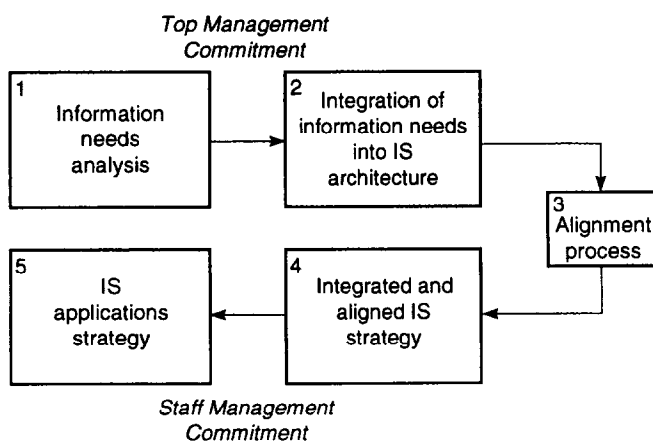 Top Management
Commitment
1
Information
needs
analysis
2
Integration of
information needs
into IS
architecture
3
Alignment
process
4
Integrated and
aligned IS
strategy
5
IS
applications
strategy
Staff Management
Commitment